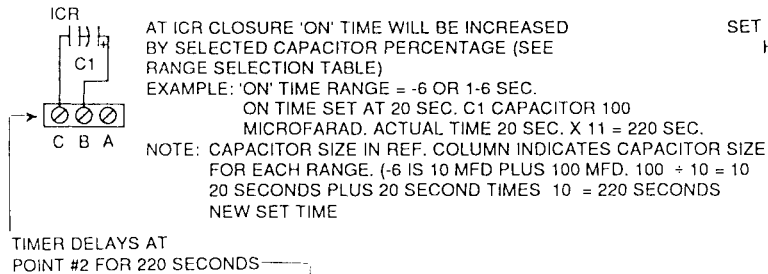 ICR
C1
+
C B A
AT ICR CLOSURE 'ON' TIME WILL BE INCREASED
BY SELECTED CAPACITOR PERCENTAGE (SEE
RANGE SELECTION TABLE)
EXAMPLE: 'ON' TIME RANGE = -6 OR 1-6 SEC.
ON TIME SET AT 20 SEC. C1 CAPACITOR 100
MICROFARAD. ACTUAL TIME 20 SEC. X 11 = 220 SEC.
NOTE: CAPACITOR SIZE IN REF. COLUMN INDICATES CAPACITOR SIZE
FOR EACH RANGE. (-6 IS 10 MFD PLUS 100 MFD. 100 ÷ 10 = 10
20 SECONDS PLUS 20 SECOND TIMES 10 = 220 SECONDS
NEW SET TIME
SET
TIMER DELAYS AT
POINT #2 FOR 220 SECONDS